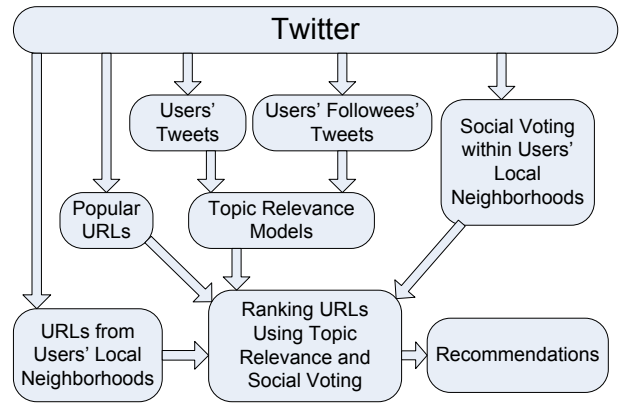 Twitter
Users'
Tweets
Users' Followees'
Tweets
Social Voting
within Users'
Local
Neighborhoods
Popular
URLs
Topic Relevance
Models
URLs from
Users' Local
Neighborhoods
Ranking URLs
Using Topic
Relevance and
Social Voting
Recommendations